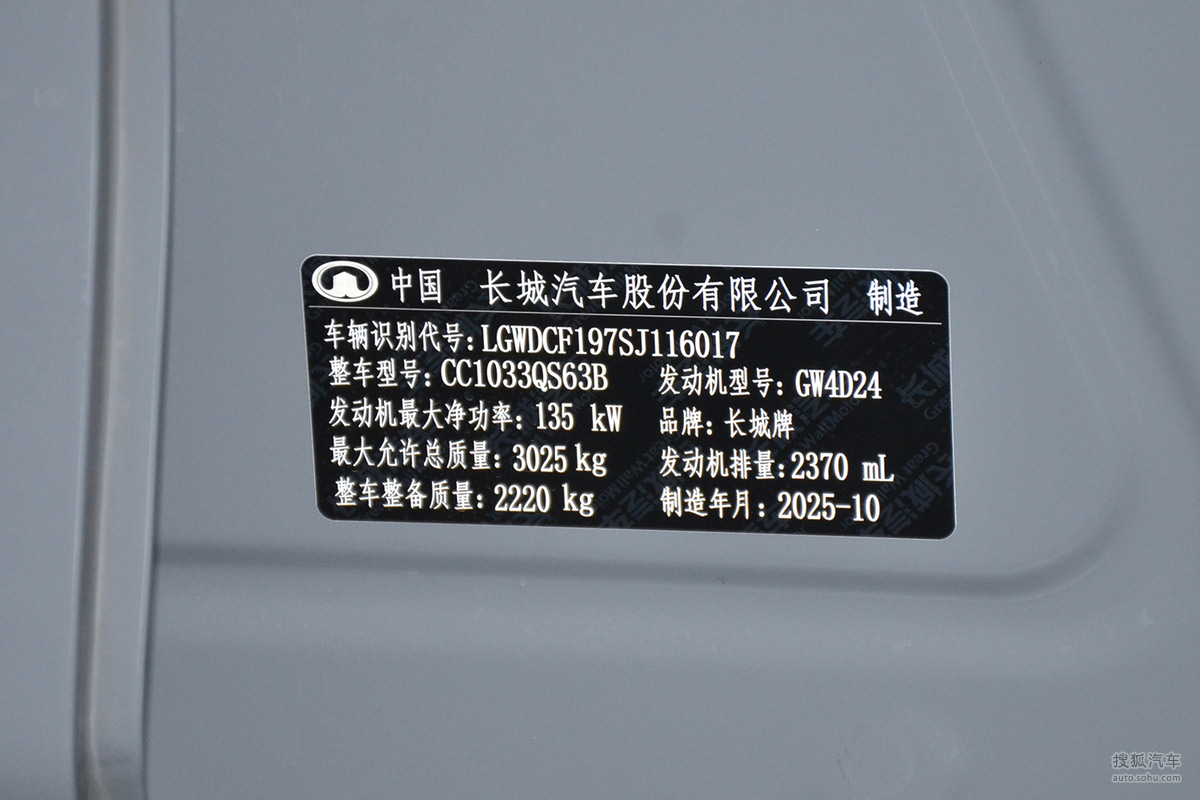 中国 长城汽车股份有限公司 制造
车辆识别代号:LGWDCF197SJ116017
整车型号:CC1033QS63B 发动机型号:GW4D24
发动机最大净功率:135 kW 品牌:长城牌
最大允许总质量:3025 kg 发动机排量:2370 mL
整车整备质量:2220 kg 制造年月:2025-10
搜狐汽车
auto.sohu.com